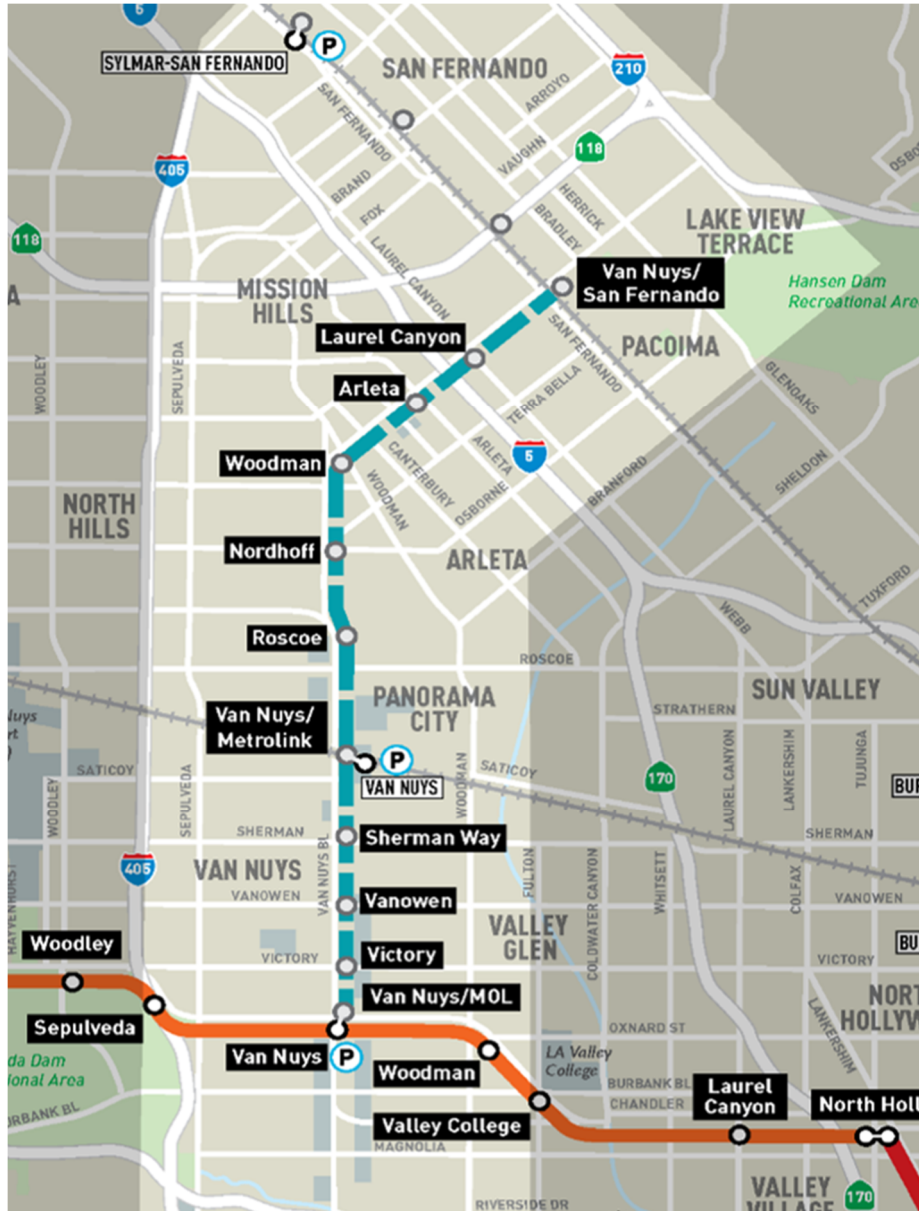 5
SYLMAR-SAN FERNANDO
P
SAN FERNANDO
210
ARROYO
SAN FERNANDO
VAUGHN
118
405
BRAND
FOX
HERRICK
BRADLEY
LAKE VIEW
TERRACE
118
LAUREL CANYON
Van Nuys/
San Fernando
Hansen Dam
Recreational Area
MISSION
HILLS
Laurel Canyon
SAN FERNANDO
PACOIMA
WOODLEY
SEPULVEDA
Arleta
TERRA BELLA
GLENOAKS
Woodman
CANTERBURY
ARLETA
5
WOODMAN
OSBORNE
BRANFORD
SHELDON
NORTH
HILLS
Nordhoff
ARLETA
TUXFORD
WEBB
Roscoe
ROSCOE
SUN VALLEY
PANORAMA
CITY
Van Nuys/
Metrolink
STRATHERN
P
VAN NUYS
SATICOY
SATICOY
WOODMAN
170
LAUREL CANYON
LANKERSHIM
TUJUNGA
WOODLEY
SEPULVEDA
SHERMAN
Sherman Way
SHERMAN
405
VAN NUYS
VAN NUYS BL
FULTON
COLDWATER CANYON
WHITSETT
COLFAX
HAYVENHURST
VANOWEN
Vanowen
VANOWEN
VALLEY
GLEN
Woodley
VICTORY
Victory
VICTORY
Van Nuys/MOL
Sepulveda
OXNARD ST
LANKERSHIM
NORTH
Van Nuys
P
Woodman
LA Valley
College
BURBANK BL
CHANDLER
Laurel
Canyon
Valley College
MAGNOLIA
RIVERSIDE DR
VALLEY
VILLAGE
170